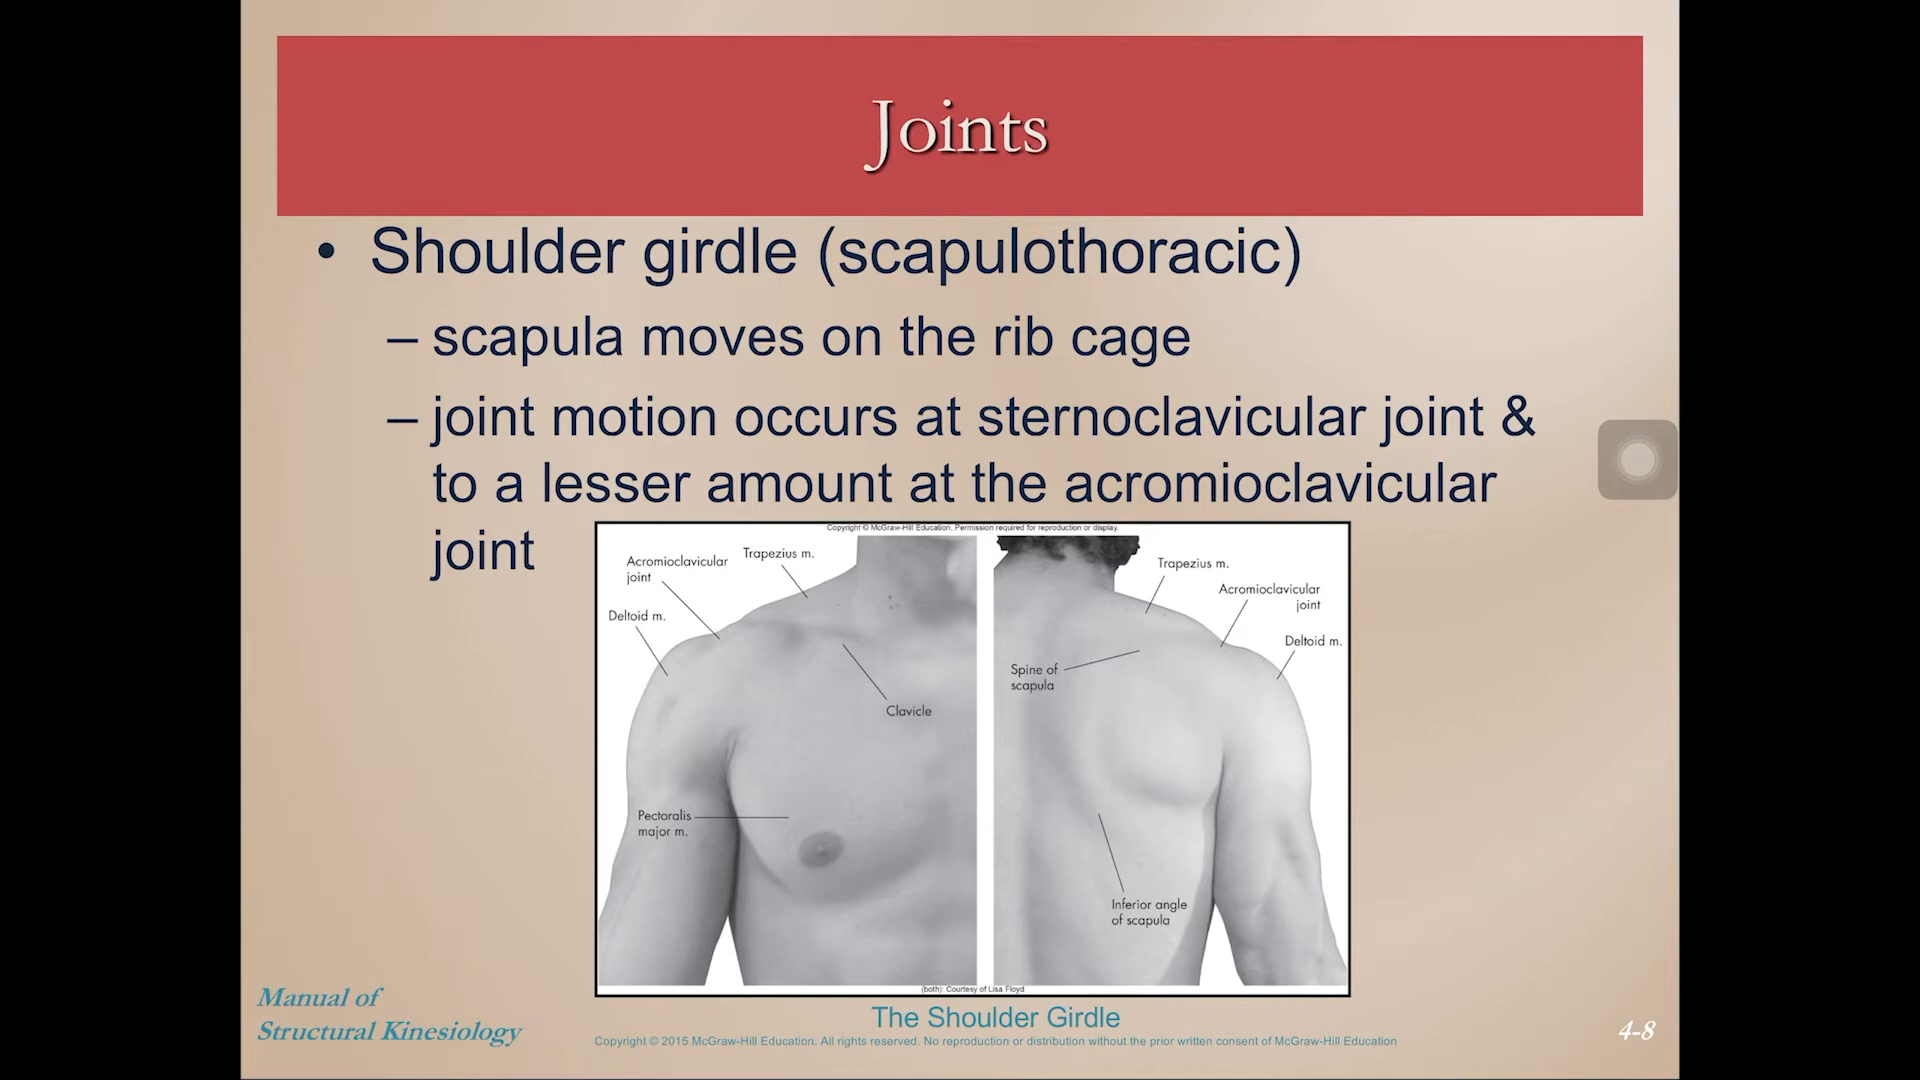 Joints
• Shoulder girdle (scapulothoracic)
– scapula moves on the rib cage
– joint motion occurs at sternoclavicular joint &
to a lesser amount at the acromioclavicular
joint
Copyright © McGraw-Hill Education. Permission required for reproduction or display.
Acromioclavicular
joint
Trapezius m.
Deltoid m.
Clavicle
Pectoralis
major m.
Trapezius m.
Acromioclavicular
joint
Deltoid m.
Spine of
scapula
Inferior angle
of scapula
(both): Courtesy of Lisa Floyd
Manual of
Structural Kinesiology
The Shoulder Girdle
Copyright © 2015 McGraw-Hill Education. All rights reserved. No reproduction or distribution without the prior written consent of McGraw-Hill Education
4-8